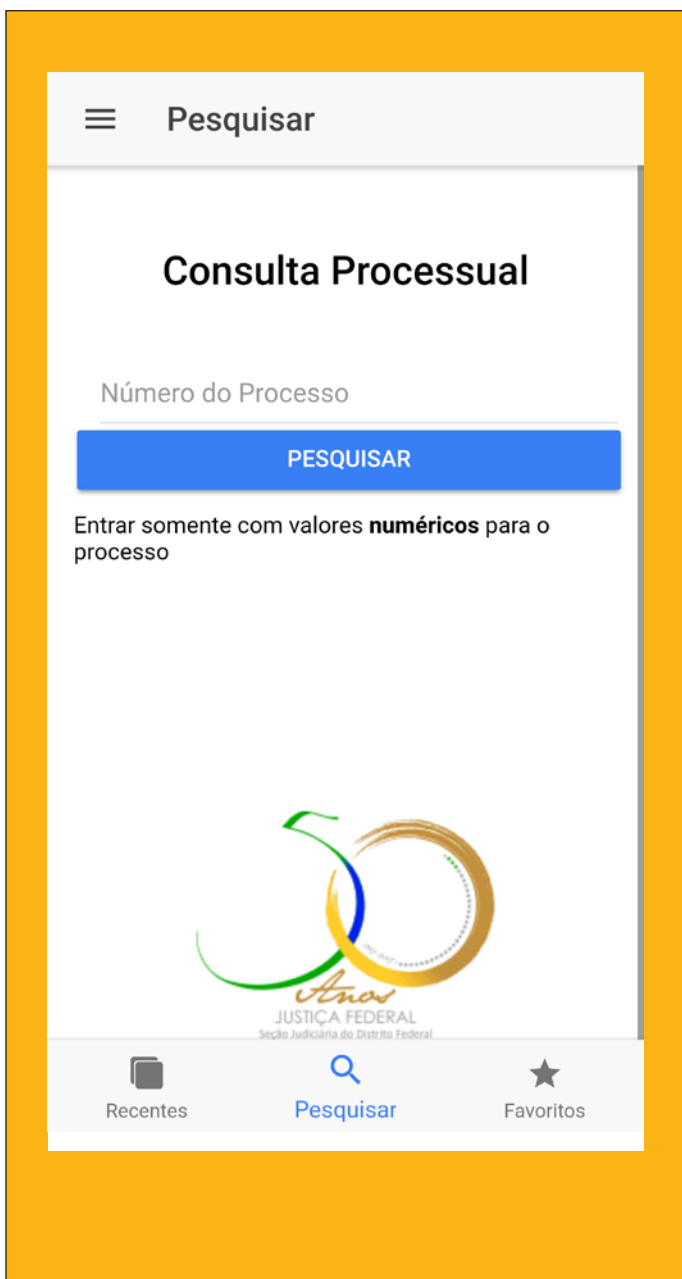 Pesquisar
Consulta Processual
Número do Processo
PESQUISAR
Entrar somente com valores numéricos para o
processo
50
Anos
JUSTIÇA FEDERAL
Seção Judiciária do Distrito Federal
Recentes
Pesquisar
Favoritos